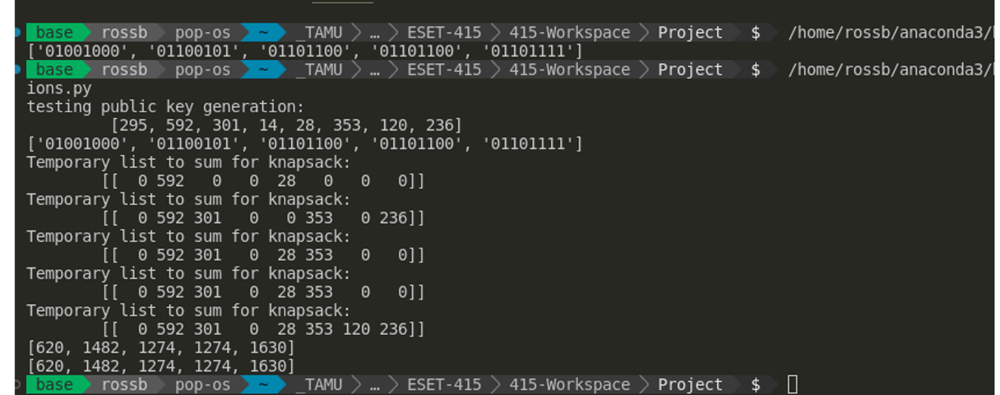 base rossb pop-os ~ _TAMU … ESET-415 415-Workspace Project $ /home/rossb/anaconda3/
['01001000', '01100101', '01101100', '01101100', '01101111']
base rossb pop-os ~ _TAMU … ESET-415 415-Workspace Project $ /home/rossb/anaconda3/
ions.py
testing public key generation:
[295, 592, 301, 14, 28, 353, 120, 236]
['01001000', '01100101', '01101100', '01101100', '01101111']
Temporary list to sum for knapsack:
[[  0 592   0   0  28   0   0   0]]
Temporary list to sum for knapsack:
[[  0 592 301   0   0 353   0 236]]
Temporary list to sum for knapsack:
[[  0 592 301   0  28 353   0   0]]
Temporary list to sum for knapsack:
[[  0 592 301   0  28 353   0   0]]
Temporary list to sum for knapsack:
[[  0 592 301   0  28 353 120 236]]
[620, 1482, 1274, 1274, 1630]
[620, 1482, 1274, 1274, 1630]
base rossb pop-os ~ _TAMU … ESET-415 415-Workspace Project $